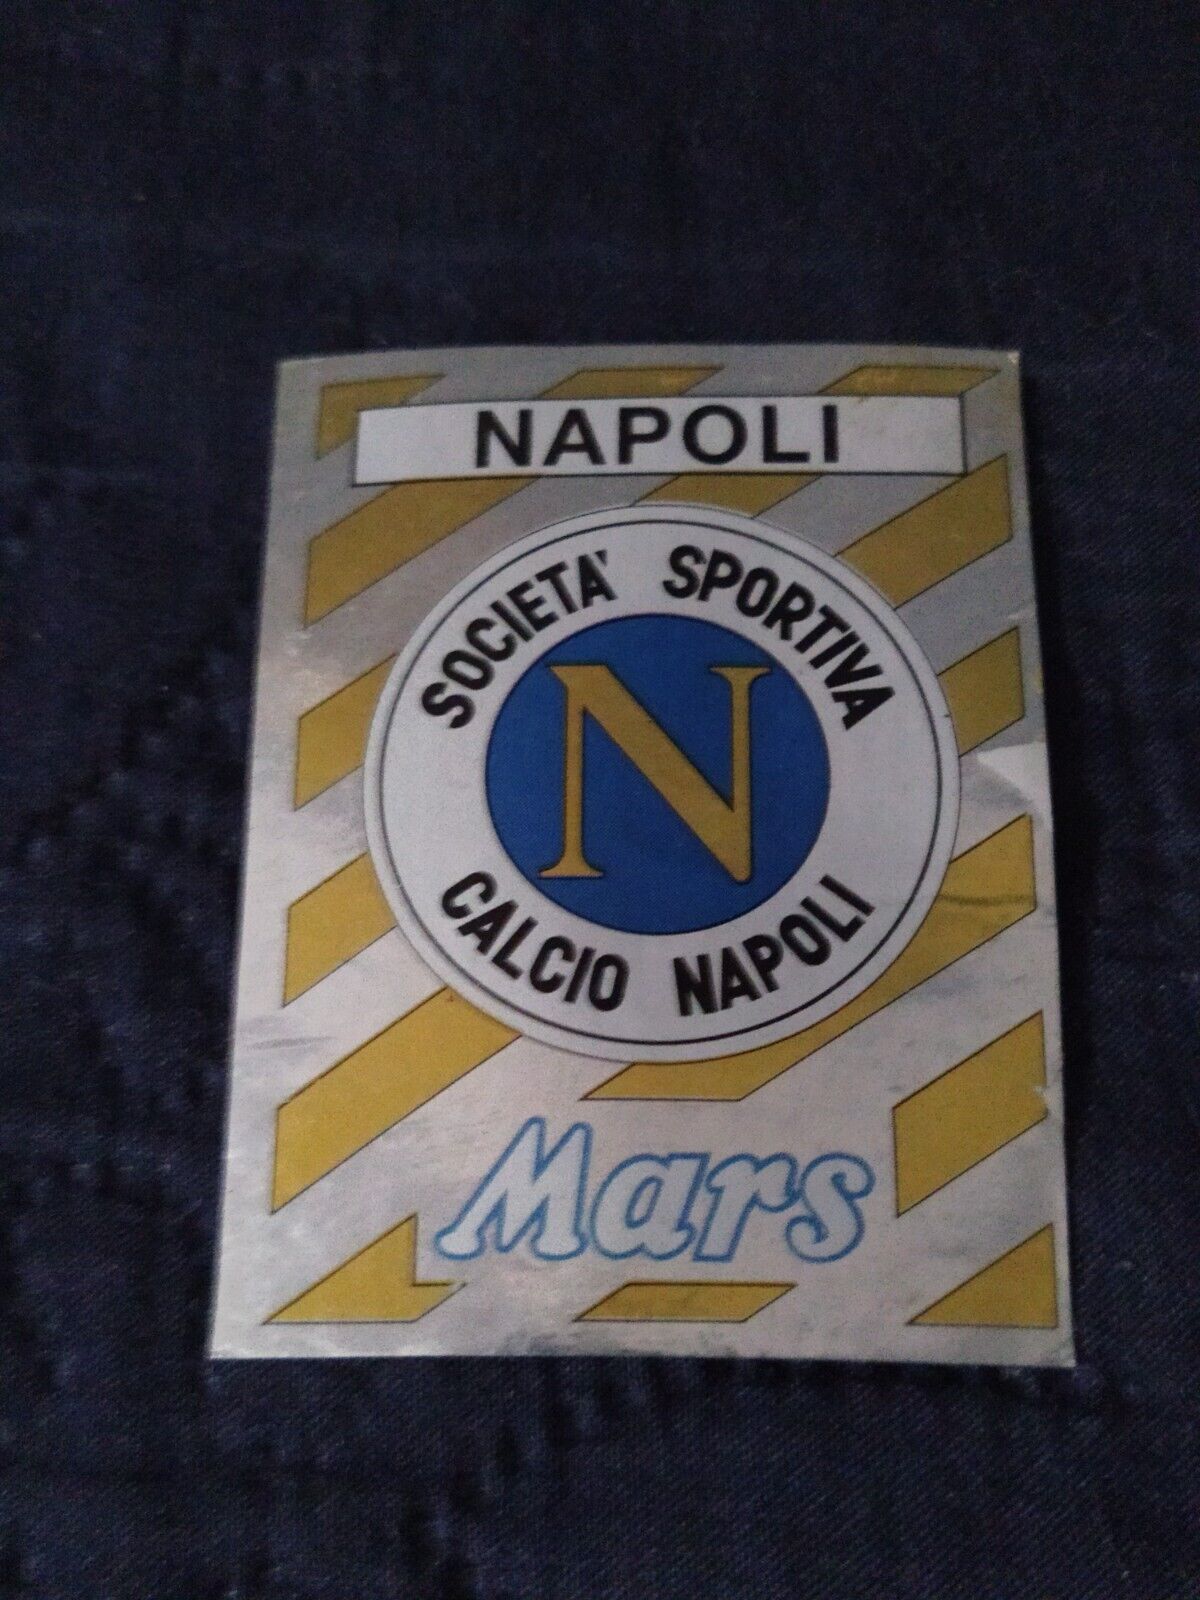 NAPOLI
SOCIETA' SPORTIVA
N
CALCIO NAPOLI
Mars